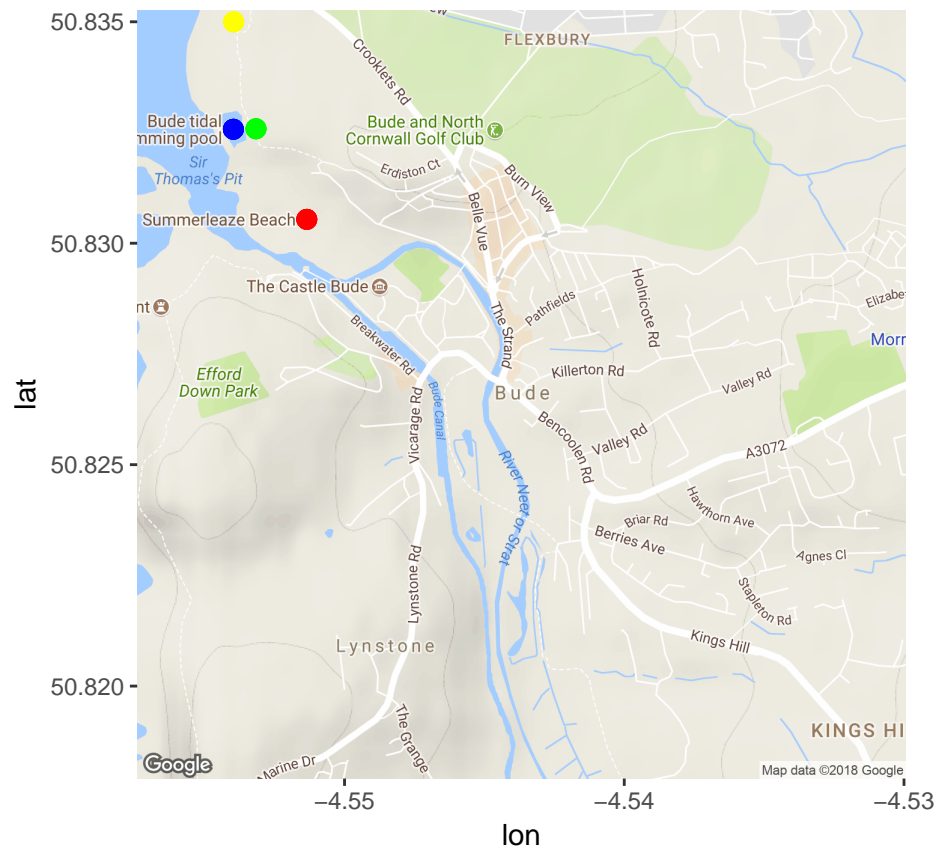 50.835
FLEXBURY
Crooklets Rd
Bude tidal
mming pool
Bude and North
Cornwall Golf Club
Sir
Thomas's Pit
Erdiston Ct
Burn View
Belle Vue
Summerleaze Beach
50.830
The Castle Bude
nt
Holnicote Rd
Elizabe
Pathfields
The Strand
Breakwater Rd
Morr
Efford
Down Park
Killerton Rd
Valley Rd
Bude
lat
Bude Canal
Vicarage Rd
Bencoolen Rd
Valley Rd
A3072
50.825
River Neet or Strat
Hawthorn Ave
Briar Rd
Berries Ave
Agnes Cl
Lynstone Rd
Stapleton Rd
Kings Hill
Lynstone
50.820
The Grange
KINGS HI
Marine Dr
Google
Map data ©2018 Google
−4.55
−4.54
−4.53
lon